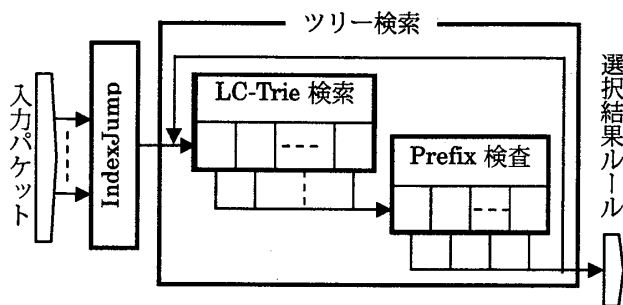 ツリー検索
入力パケット
IndexJump
LC-Trie 検索
Prefix 検査
選択結果ルール